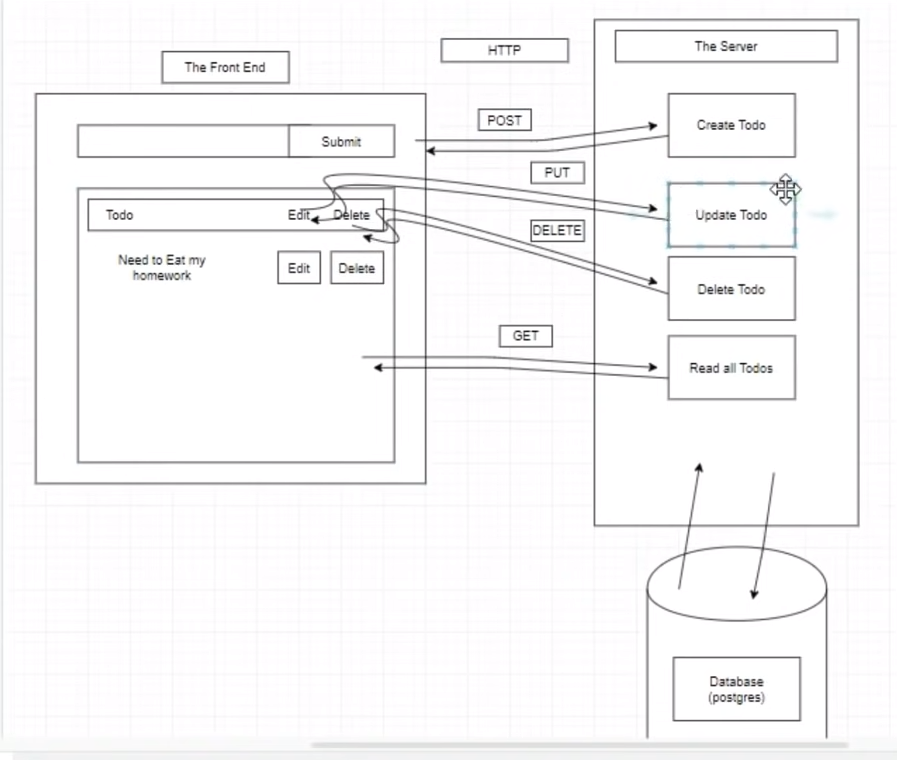 The Front End
HTTP
The Server
Submit
POST
Create Todo
PUT
Todo
Edit
Delete
Update Todo
DELETE
Need to Eat my
homework
Edit
Delete
Delete Todo
GET
Read all Todos
Database
(postgres)